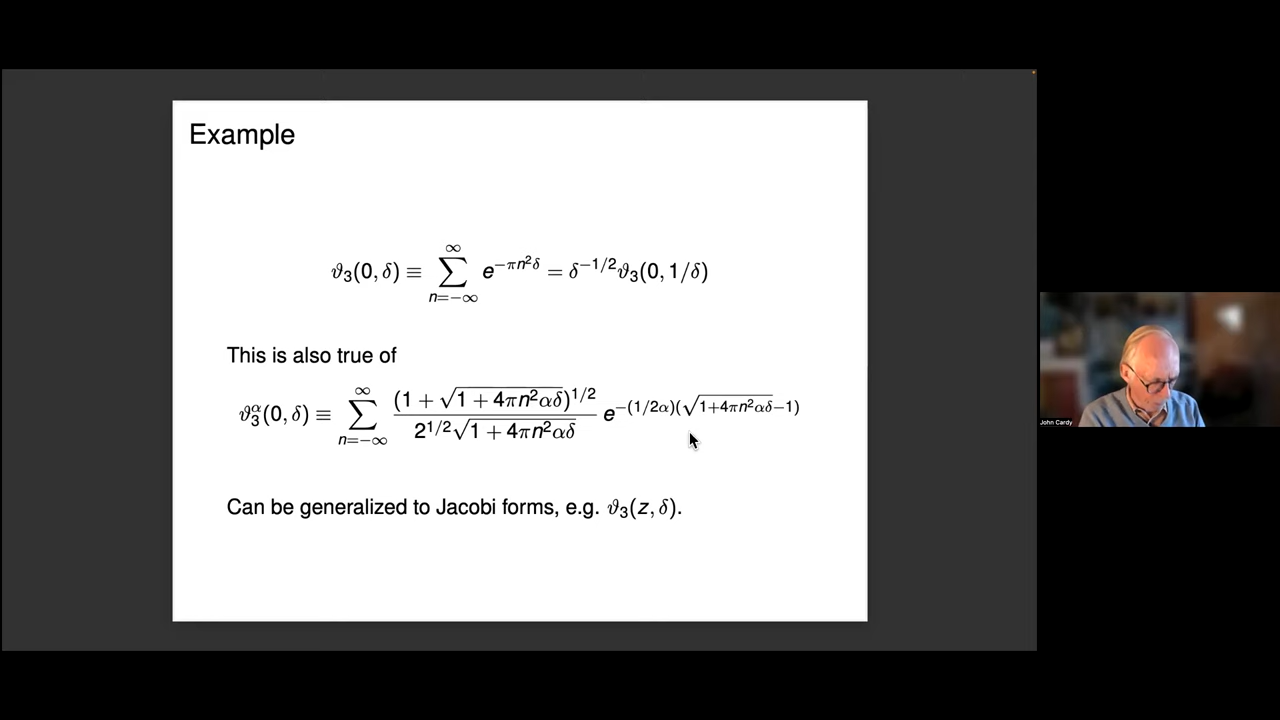 Example
ϑ₃(0, δ) ≡ ∑_{n=−∞}^{∞} e^{−πn²δ} = δ^{−1/2}ϑ₃(0, 1/δ)
This is also true of
ϑ₃^α(0, δ) ≡ ∑_{n=−∞}^{∞} (1 + √(1 + 4πn²αδ))^{1/2} / (2^{1/2}√(1 + 4πn²αδ)) e^{−(1/2α)(√(1+4πn²αδ)−1)}
Can be generalized to Jacobi forms, e.g. ϑ₃(z, δ).
John Cardy